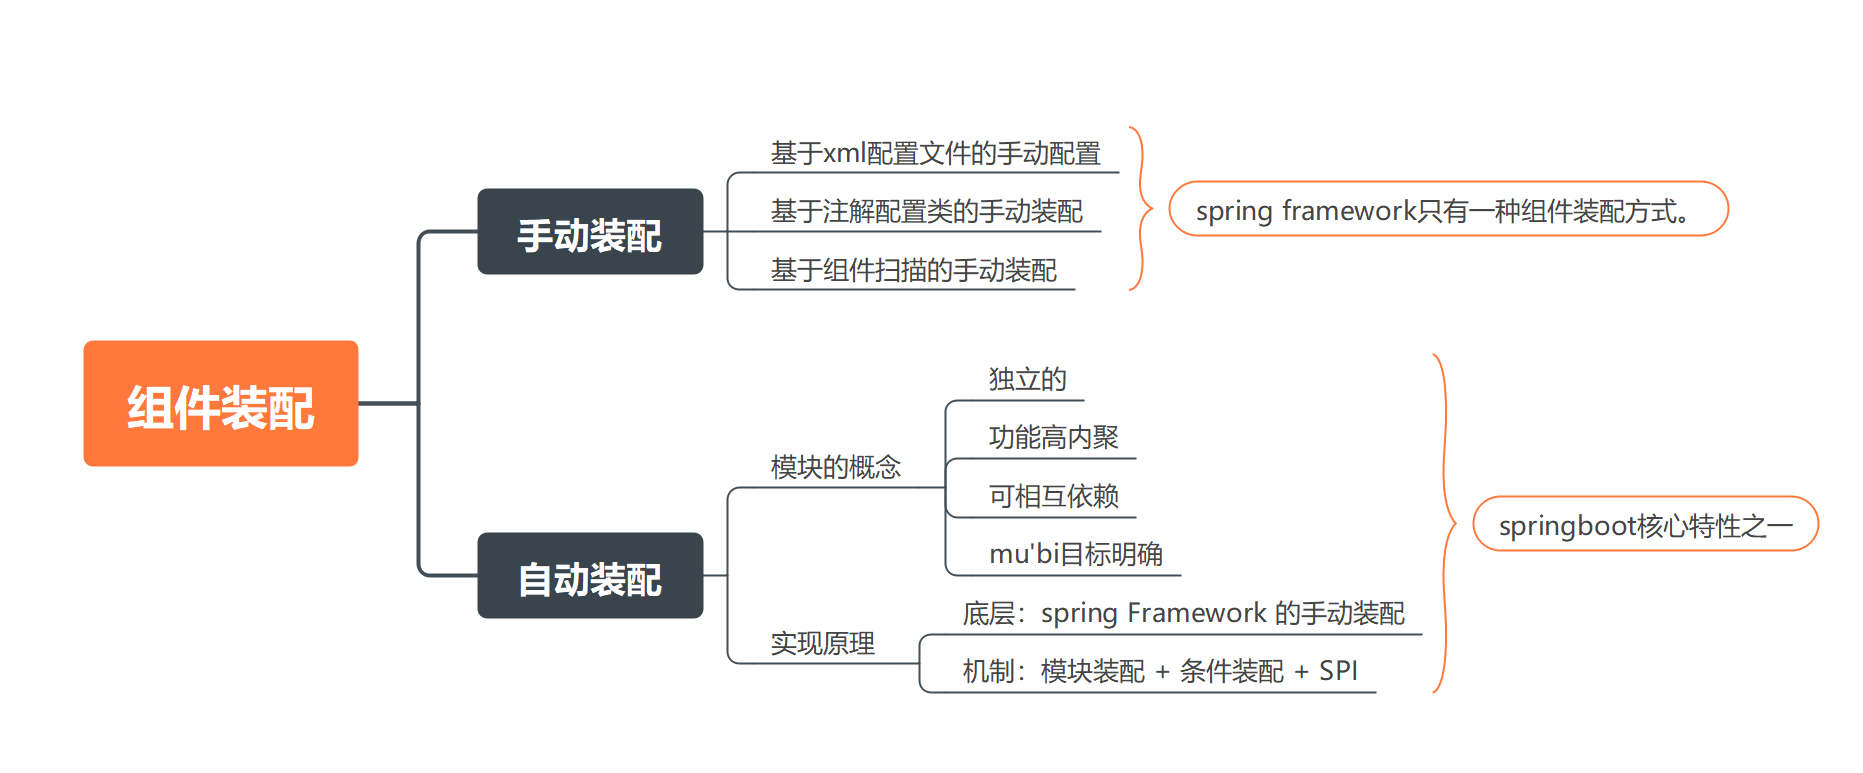 组件装配
手动装配
基于xml配置文件的手动配置
基于注解配置类的手动装配
基于组件扫描的手动装配
spring framework只有一种组件装配方式。
自动装配
模块的概念
独立的
功能高内聚
可相互依赖
mu'bi目标明确
实现原理
底层：spring Framework 的手动装配
机制：模块装配 + 条件装配 + SPI
springboot核心特性之一